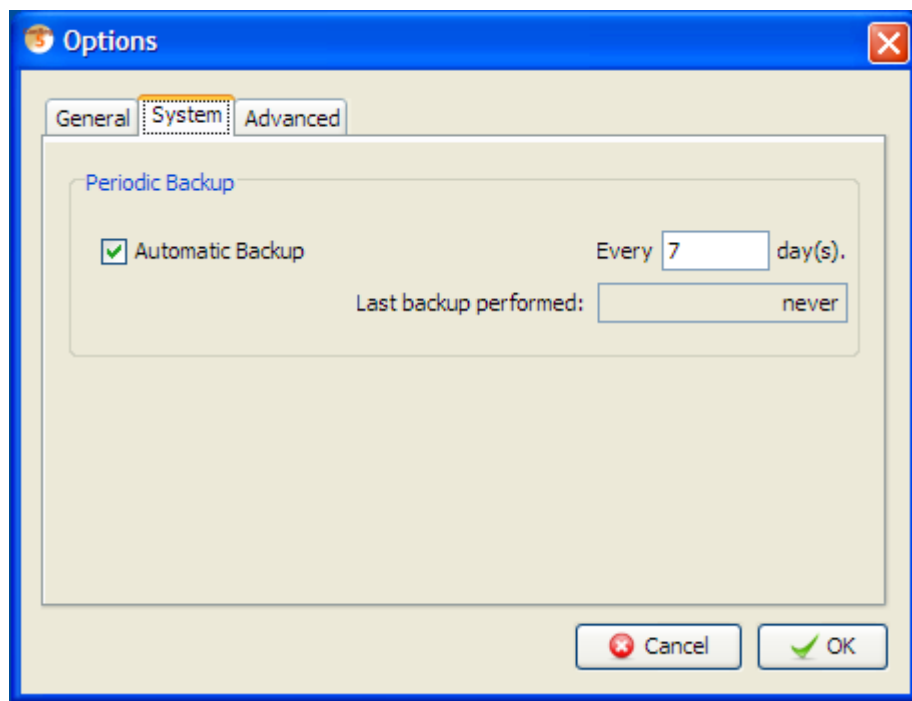 Options
General System Advanced
Periodic Backup
Automatic Backup Every 7 day(s).
Last backup performed: never
Cancel OK